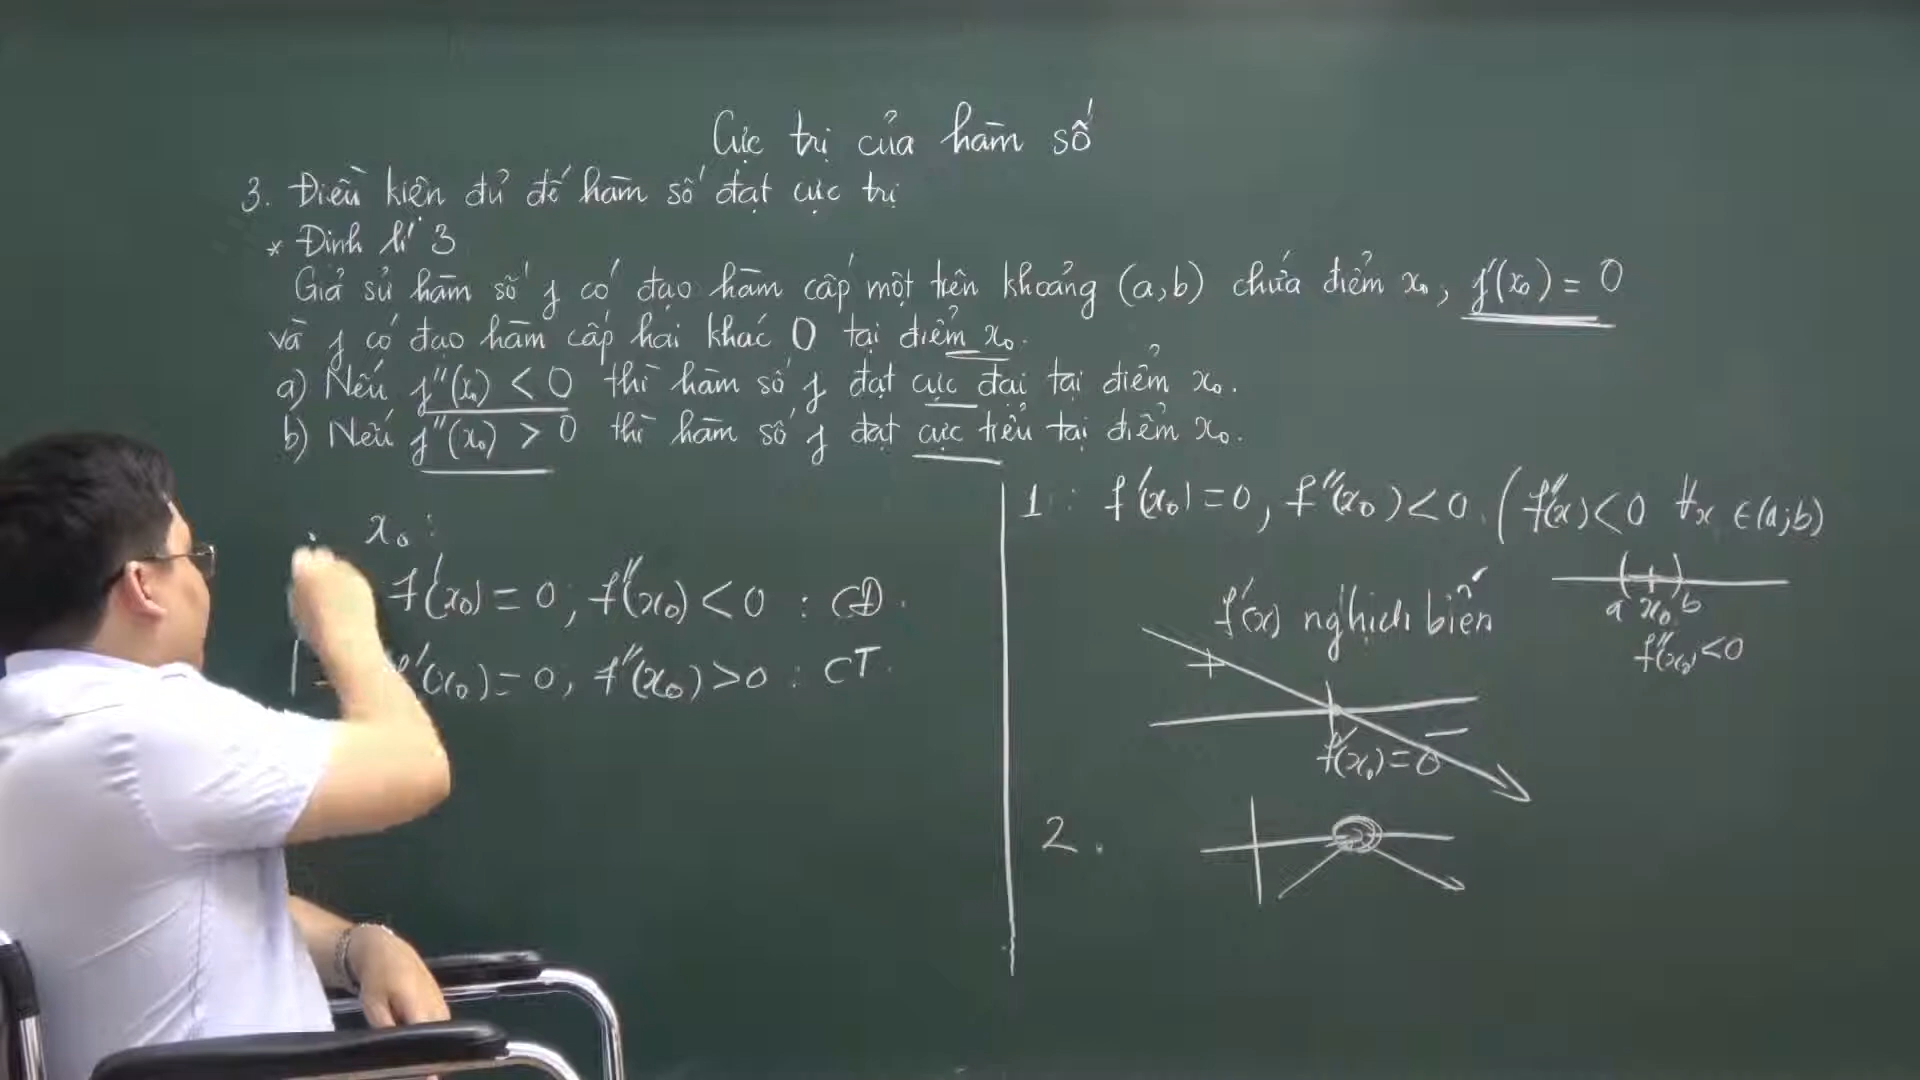 Cực trị của hàm số
3. Điều kiện đủ để hàm số đạt cực trị
* Định lí 3
Giả sử hàm số f có đạo hàm cấp một trên khoảng (a,b) chứa điểm x₀, f'(x₀) = 0
và f có đạo hàm cấp hai khác 0 tại điểm x₀.
a) Nếu f''(x₀) < 0 thì hàm số f đạt cực đại tại điểm x₀.
b) Nếu f''(x₀) > 0 thì hàm số f đạt cực tiểu tại điểm x₀.
x₀ :
f'(x₀) = 0, f''(x₀) < 0 : CĐ.
f'(x₀) = 0, f''(x₀) > 0 : CT.
1 : f'(x₀) = 0, f''(x₀) < 0. (f''(x) < 0 ∀x ∈ (a;b)
a x₀ b
f''(x₀) < 0
f'(x) nghịch biến
+
−
f'(x₀) = 0
2.